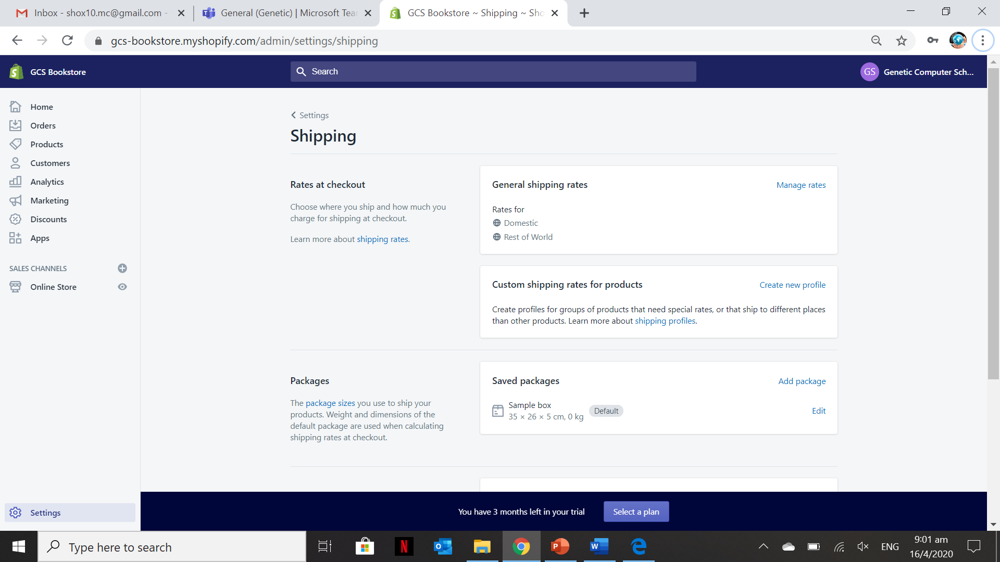 Inbox - shox10.mc@gmail.com -
General (Genetic) | Microsoft Tea
GCS Bookstore ~ Shipping ~ Sho
gcs-bookstore.myshopify.com/admin/settings/shipping
GCS Bookstore
Search
GS
Genetic Computer Sch...
Home
Orders
Products
Customers
Analytics
Marketing
Discounts
Apps
SALES CHANNELS
Online Store
Settings
Settings
Shipping
Rates at checkout
Choose where you ship and how much you
charge for shipping at checkout.
Learn more about shipping rates.
General shipping rates
Manage rates
Rates for
Domestic
Rest of World
Custom shipping rates for products
Create new profile
Create profiles for groups of products that need special rates, or that ship to different places
than other products. Learn more about shipping profiles.
Packages
The package sizes you use to ship your
products. Weight and dimensions of the
default package are used when calculating
shipping rates at checkout.
Saved packages
Add package
Sample box
35 × 26 × 5 cm, 0 kg
Default
Edit
You have 3 months left in your trial
Select a plan
Type here to search
ENG
9:01 am
16/4/2020